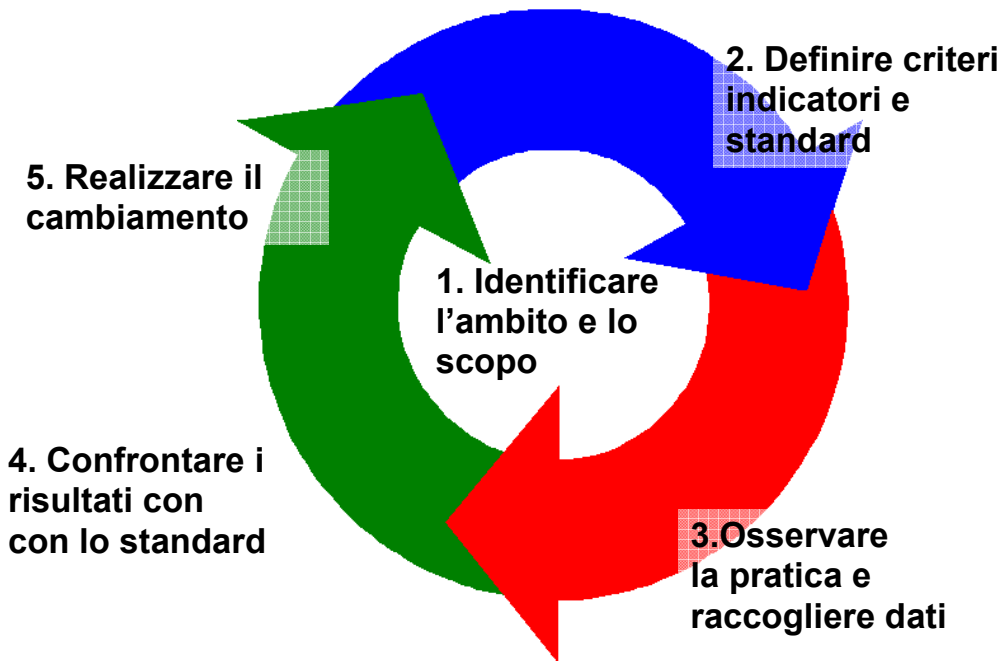 1. Identificare
l'ambito e lo
scopo
2. Definire criteri
indicatori e
standard
3.Osservare
la pratica e
raccogliere dati
4. Confrontare i
risultati con
con lo standard
5. Realizzare il
cambiamento